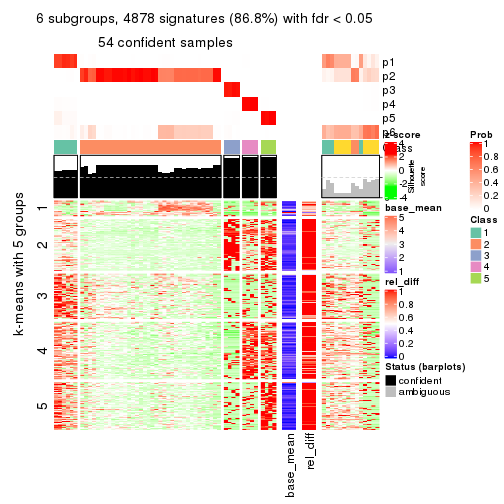 6 subgroups, 4878 signatures (86.8%) with fdr < 0.05
54 confident samples
p1
p2
p3
p4
p5
p6
Class
k-means with 5 groups
1
2
3
4
5
z-score
4
2
0
-2
-4
Silhouette
score
base_mean
5
4
3
2
1
rel_diff
1
0.8
0.6
0.4
0.2
0
Status (barplots)
confident
ambiguous
Prob
1
0.8
0.6
0.4
0.2
0
Class
1
2
3
4
5
base_mean
rel_diff